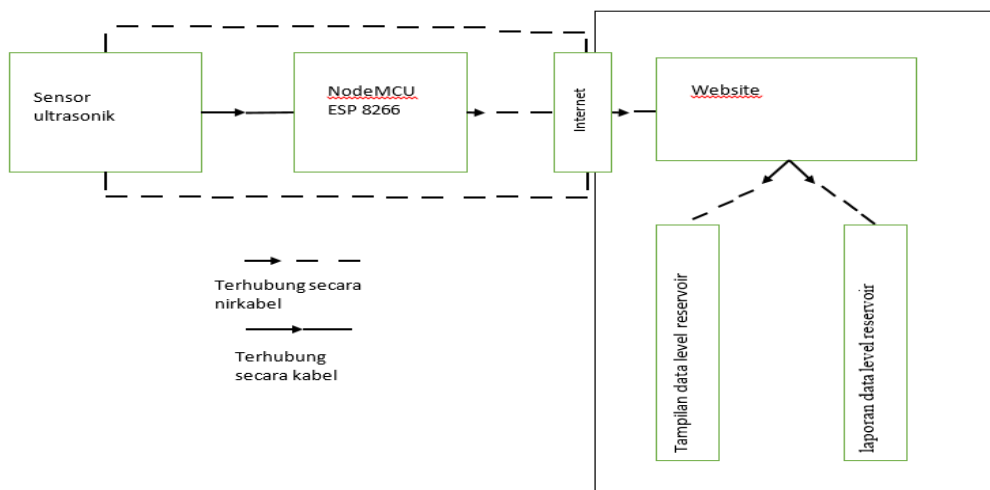 Sensor
ultrasonik
NodeMCU
ESP 8266
Internet
Website
Terhubung secara
nirkabel
Terhubung
secara kabel
Tampilan data level reservoir
laporan data level reservoir